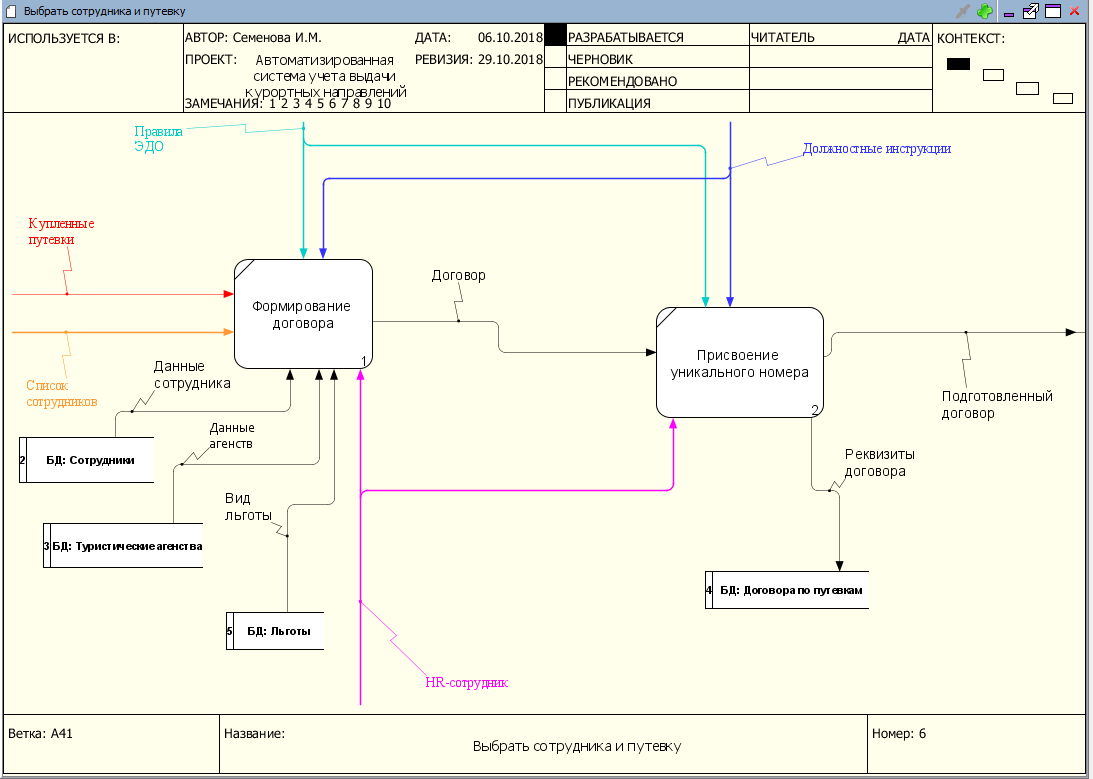 Выбрать сотрудника и путевку
ИСПОЛЬЗУЕТСЯ В:
АВТОР: Семенова И.М.
ДАТА: 06.10.2018
ПРОЕКТ: Автоматизированная
система учета выдачи
курортных направлений
РЕВИЗИЯ: 29.10.2018
ЗАМЕЧАНИЯ: 1 2 3 4 5 6 7 8 9 10
РАЗРАБАТЫВАЕТСЯ
ЧЕРНОВИК
РЕКОМЕНДОВАНО
ПУБЛИКАЦИЯ
ЧИТАТЕЛЬ ДАТА
КОНТЕКСТ:
Правила
ЭДО
Должностные инструкции
Купленные
путевки
Формирование
договора
1
Договор
Присвоение
уникального номера
2
Список
сотрудников
Данные
сотрудника
Подготовленный
договор
2 БД: Сотрудники
Данные
агенств
Реквизиты
договора
Вид
льготы
3 БД: Туристические агенства
4 БД: Договора по путевкам
5 БД: Льготы
HR-сотрудник
Ветка: A41
Название:
Выбрать сотрудника и путевку
Номер: 6